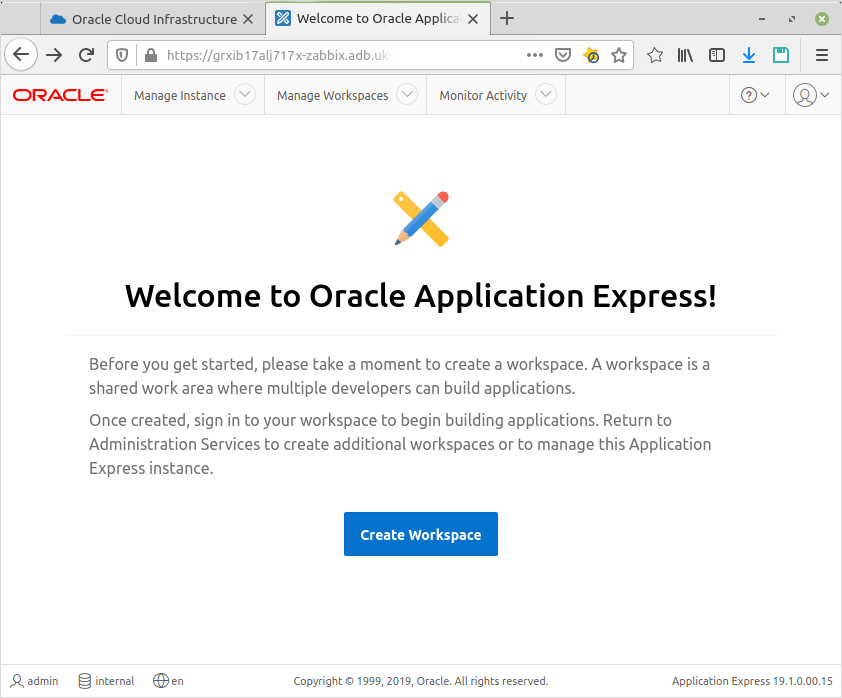 Oracle Cloud Infrastructure
Welcome to Oracle Applica
https://grxib17alj717x-zabbix.adb.uk-
ORACLE
Manage Instance
Manage Workspaces
Monitor Activity
Welcome to Oracle Application Express!
Before you get started, please take a moment to create a workspace. A workspace is a
shared work area where multiple developers can build applications.
Once created, sign in to your workspace to begin building applications. Return to
Administration Services to create additional workspaces or to manage this Application
Express instance.
Create Workspace
admin
internal
en
Copyright © 1999, 2019, Oracle. All rights reserved.
Application Express 19.1.0.00.15